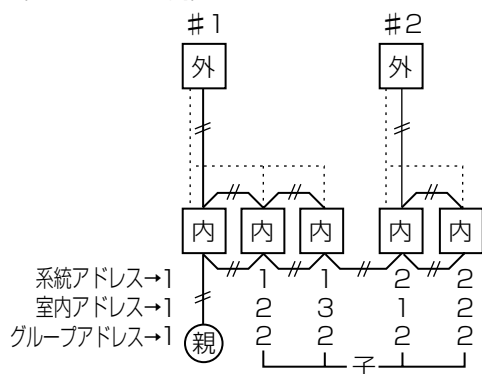 #1 #2
外 外
内 内 内 内 内
系統アドレス→1 1 1 2 2
室内アドレス→1 2 3 1 2
グループアドレス→1 親 2 2 2 2
子